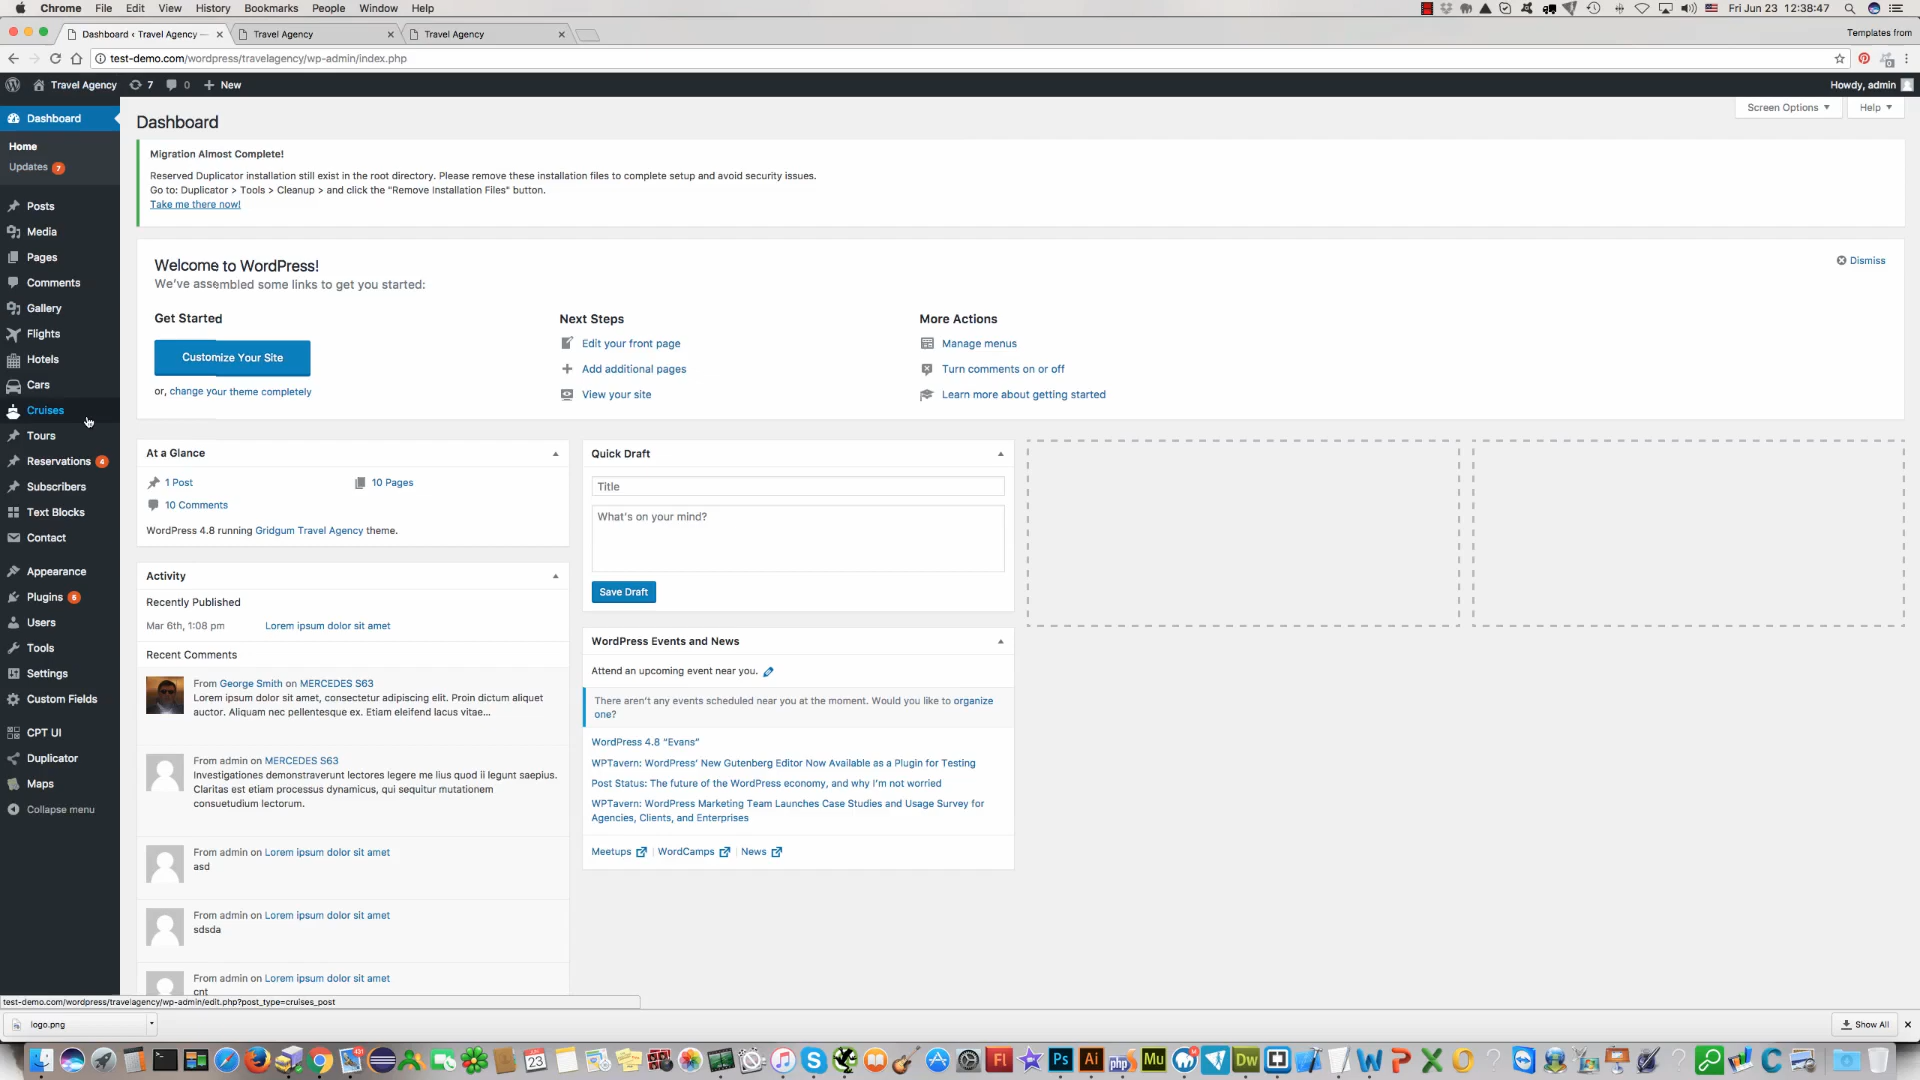 Chrome File Edit View History Bookmarks People Window Help Fri Jun 23 12:38:47
Dashboard ‹ Travel Agency — Travel Agency Travel Agency Templates from
test-demo.com/wordpress/travelagency/wp-admin/index.php
Travel Agency 7 0 + New Howdy, admin
Screen Options Help
Dashboard
Home
Updates 7
Posts
Media
Pages
Comments
Gallery
Flights
Hotels
Cars
Cruises
Tours
Reservations 4
Subscribers
Text Blocks
Contact
Appearance
Plugins 5
Users
Tools
Settings
Custom Fields
CPT UI
Duplicator
Maps
Collapse menu
Dashboard
Migration Almost Complete!
Reserved Duplicator installation still exist in the root directory. Please remove these installation files to complete setup and avoid security issues.
Go to: Duplicator > Tools > Cleanup > and click the "Remove Installation Files" button.
Take me there now!
Welcome to WordPress!
We've assembled some links to get you started:
Dismiss
Get Started
Customize Your Site
or, change your theme completely
Next Steps
Edit your front page
Add additional pages
View your site
More Actions
Manage menus
Turn comments on or off
Learn more about getting started
At a Glance
1 Post 10 Pages
10 Comments
WordPress 4.8 running Gridgum Travel Agency theme.
Activity
Recently Published
Mar 6th, 1:08 pm Lorem ipsum dolor sit amet
Recent Comments
From George Smith on MERCEDES S63
Lorem ipsum dolor sit amet, consectetur adipiscing elit. Proin dictum aliquet
auctor. Aliquam nec pellentesque ex. Etiam eleifend lacus vitae...
From admin on MERCEDES S63
Investigationes demonstraverunt lectores legere me lius quod ii legunt saepius.
Claritas est etiam processus dynamicus, qui sequitur mutationem
consuetudium lectorum.
From admin on Lorem ipsum dolor sit amet
asd
From admin on Lorem ipsum dolor sit amet
sdsda
From admin on Lorem ipsum dolor sit amet
cnt
Quick Draft
Title
What's on your mind?
Save Draft
WordPress Events and News
Attend an upcoming event near you.
There aren't any events scheduled near you at the moment. Would you like to organize
one?
WordPress 4.8 "Evans"
WPTavern: WordPress' New Gutenberg Editor Now Available as a Plugin for Testing
Post Status: The future of the WordPress economy, and why I'm not worried
WPTavern: WordPress Marketing Team Launches Case Studies and Usage Survey for
Agencies, Clients, and Enterprises
Meetups | WordCamps | News
test-demo.com/wordpress/travelagency/wp-admin/edit.php?post_type=cruises_post
logo.png Show All
23 Fl Ps Ai php Mu Dw